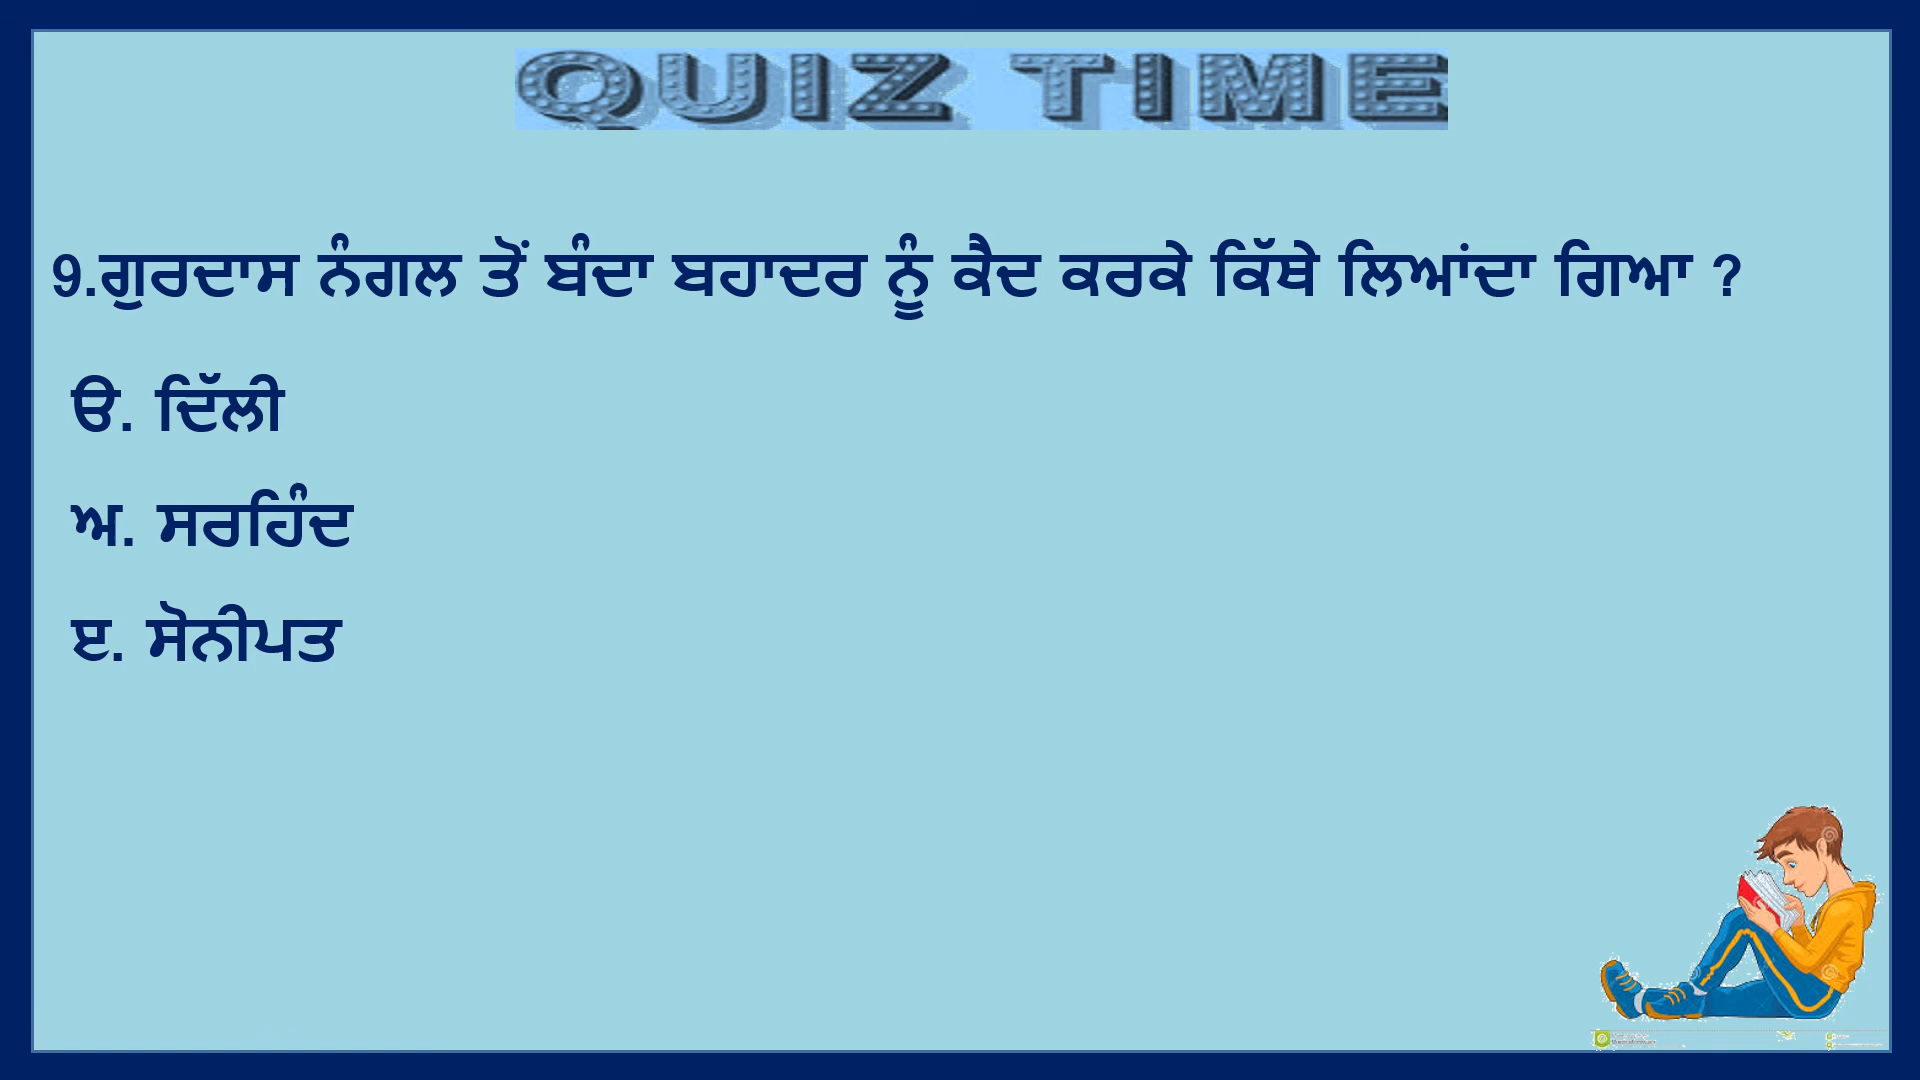 QUIZ TIME
9.ਗੁਰਦਾਸ ਨੰਗਲ ਤੋਂ ਬੰਦਾ ਬਹਾਦਰ ਨੂੰ ਕੈਦ ਕਰਕੇ ਕਿੱਥੇ ਲਿਆਂਦਾ ਗਿਆ ?
ੳ. ਦਿੱਲੀ
ਅ. ਸਰਹਿੰਦ
ੲ. ਸੋਨੀਪਤ